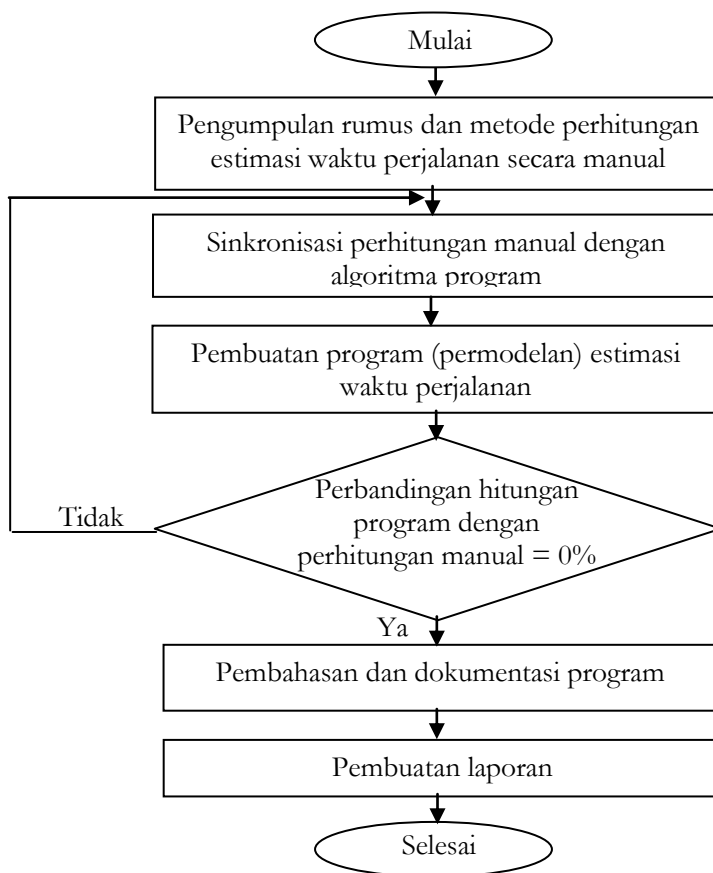 Mulai
Pengumpulan rumus dan metode perhitungan
estimasi waktu perjalanan secara manual
Sinkronisasi perhitungan manual dengan
algoritma program
Pembuatan program (permodelan) estimasi
waktu perjalanan
Perbandingan hitungan
program dengan
perhitungan manual = 0%
Tidak
Ya
Pembahasan dan dokumentasi program
Pembuatan laporan
Selesai